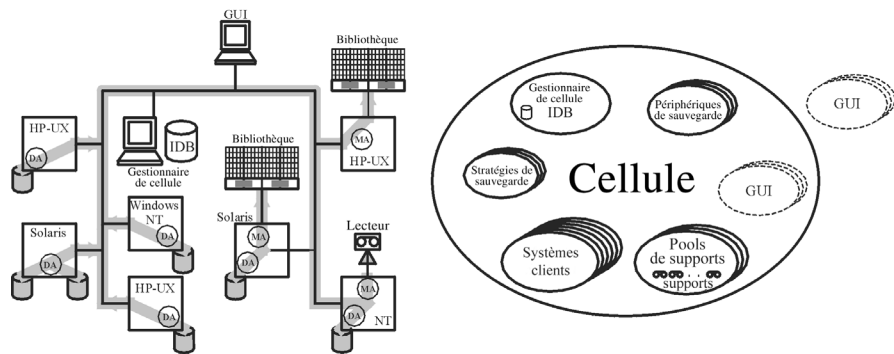 GUI
Bibliothèque
HP-UX
DA
IDB
Gestionnaire
de cellule
Bibliothèque
MA
HP-UX
Windows
NT
DA
Solaris
DA
Solaris
MA
DA
Lecteur
HP-UX
DA
MA
DA
NT
Gestionnaire
de cellule
IDB
Périphériques
de sauvegarde
GUI
Stratégies de
sauvegarde
Cellule
GUI
Systèmes
clients
Pools
de supports
supports